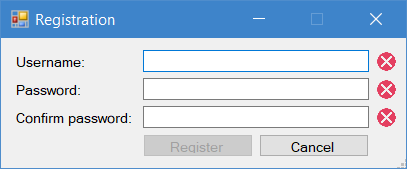 Registration
Username:
Password:
Confirm password:
Register Cancel